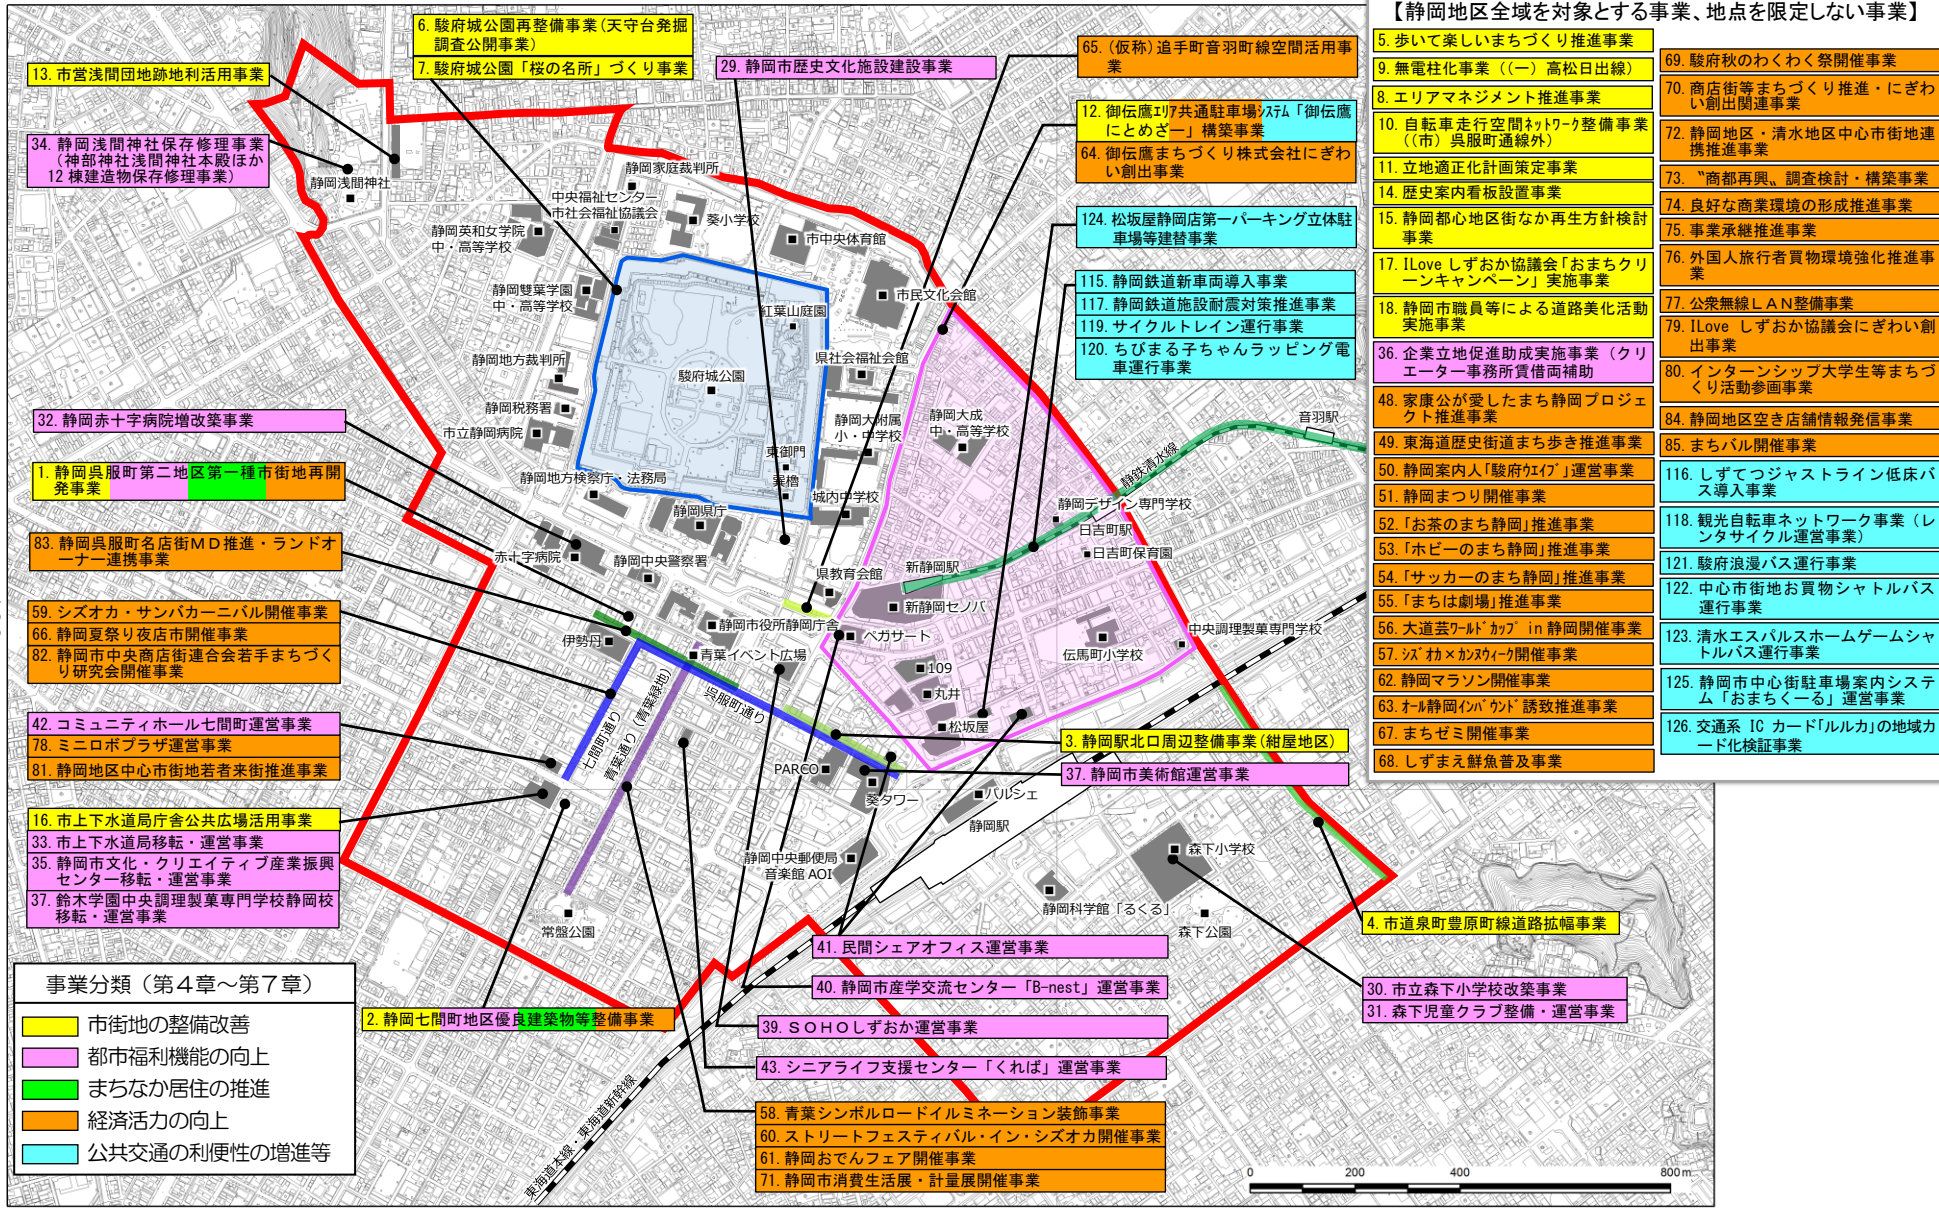 6. 駿府城公園再整備事業(天守台発掘
調査公開事業)
7. 駿府城公園「桜の名所」づくり事業
13. 市営浅間団地跡地利活用事業
34. 静岡浅間神社保存修理事業
(神部神社浅間神社本殿ほか
12 棟建造物保存修理事業)
29. 静岡市歴史文化施設建設事業
65. (仮称)追手町音羽町線空間活用事
業
12. 御伝鷹エリア共通駐車場システム「御伝鷹
にとめざー」構築事業
64. 御伝鷹まちづくり株式会社にぎわ
い創出事業
124. 松坂屋静岡店第一パーキング立体駐
車場等建替事業
115. 静岡鉄道新車両導入事業
117. 静岡鉄道施設耐震対策推進事業
119. サイクルトレイン運行事業
120. ちびまる子ちゃんラッピング電
車運行事業
32. 静岡赤十字病院増改築事業
1. 静岡呉服町第二地区第一種市街地再開
発事業
83. 静岡呉服町名店街MD推進・ランドオ
ーナー連携事業
59. シズオカ・サンバカーニバル開催事業
66. 静岡夏祭り夜店市開催事業
82. 静岡市中央商店街連合会若手まちづく
り研究会開催事業
42. コミュニティホール七間町運営事業
78. ミニロボプラザ運営事業
81. 静岡地区中心市街地若者来街推進事業
16. 市上下水道局庁舎公共広場活用事業
33. 市上下水道局移転・運営事業
35. 静岡市文化・クリエイティブ産業振興
センター移転・運営事業
37. 鈴木学園中央調理製菓専門学校静岡校
移転・運営事業
2. 静岡七間町地区優良建築物等整備事業
3. 静岡駅北口周辺整備事業(紺屋地区)
37. 静岡市美術館運営事業
4. 市道泉町豊原町線道路拡幅事業
30. 市立森下小学校改築事業
31. 森下児童クラブ整備・運営事業
41. 民間シェアオフィス運営事業
40. 静岡市産学交流センター「B-nest」運営事業
39. SOHOしずおか運営事業
43. シニアライフ支援センター「くれば」運営事業
58. 青葉シンボルロードイルミネーション装飾事業
60. ストリートフェスティバル・イン・シズオカ開催事業
61. 静岡おでんフェア開催事業
71. 静岡市消費生活展・計量展開催事業
静岡浅間神社
静岡家庭裁判所
中央福祉センター
市社会福祉協議会
葵小学校
静岡英和女学院
中・高等学校
市中央体育館
静岡雙葉学園
中・高等学校
市民文化会館
紅葉山庭園
静岡地方裁判所
県社会福祉会館
駿府城公園
静岡税務署
市立静岡病院
静岡大附属
小・中学校
静岡大成
中・高等学校
音羽駅
静鉄清水線
東御門
巽櫓
静岡地方検察庁・法務局
城内中学校
静岡県庁
静岡デザイン専門学校
日吉町駅
日吉町保育園
赤十字病院
静岡中央警察署
県教育会館
新静岡駅
新静岡セノバ
静岡市役所静岡庁舎
ペガサート
中央調理製菓専門学校
伊勢丹
青葉イベント広場
伝馬町小学校
109
丸井
松坂屋
呉服町通り
七間町通り
青葉通り(青葉緑地)
PARCO
葵タワー
パルシェ
静岡駅
静岡中央郵便局
音楽館 AOI
森下小学校
静岡科学館「るくる」
森下公園
常盤公園
東海道本線・東海道新幹線
事業分類(第4章～第7章)
市街地の整備改善
都市福利機能の向上
まちなか居住の推進
経済活力の向上
公共交通の利便性の増進等
【静岡地区全域を対象とする事業、地点を限定しない事業】
5. 歩いて楽しいまちづくり推進事業
9. 無電柱化事業((一)高松日出線)
8. エリアマネジメント推進事業
10. 自転車走行空間ネットワーク整備事業
((市)呉服町通線外)
11. 立地適正化計画策定事業
14. 歴史案内看板設置事業
15. 静岡都心地区街なか再生方針検討
事業
17. ILove しずおか協議会「おまちクリ
ーンキャンペーン」実施事業
18. 静岡市職員等による道路美化活動
実施事業
36. 企業立地促進助成実施事業(クリ
エーター事務所賃借両補助
48. 家康公が愛したまち静岡プロジェ
クト推進事業
49. 東海道歴史街道まち歩き推進事業
50. 静岡案内人「駿府ウエイブ」運営事業
51. 静岡まつり開催事業
52. 「お茶のまち静岡」推進事業
53. 「ホビーのまち静岡」推進事業
54. 「サッカーのまち静岡」推進事業
55. 「まちは劇場」推進事業
56. 大道芸ワールドカップ in 静岡開催事業
57. シズオカ×カンヌウィーク開催事業
62. 静岡マラソン開催事業
63. オール静岡インバウンド誘致推進事業
67. まちゼミ開催事業
68. しずまえ鮮魚普及事業
69. 駿府秋のわくわく祭開催事業
70. 商店街等まちづくり推進・にぎわ
い創出関連事業
72. 静岡地区・清水地区中心市街地連
携推進事業
73. 〝商都再興〟調査検討・構築事業
74. 良好な商業環境の形成推進事業
75. 事業承継推進事業
76. 外国人旅行者買物環境強化推進事
業
77. 公衆無線LAN整備事業
79. ILove しずおか協議会にぎわい創
出事業
80. インターンシップ大学生等まちづ
くり活動参画事業
84. 静岡地区空き店舗情報発信事業
85. まちバル開催事業
116. しずてつジャストライン低床バ
ス導入事業
118. 観光自転車ネットワーク事業(レ
ンタサイクル運営事業)
121. 駿府浪漫バス運行事業
122. 中心市街地お買物シャトルバス
運行事業
123. 清水エスパルスホームゲームシャ
トルバス運行事業
125. 静岡市中心街駐車場案内システ
ム「おまちくーる」運営事業
126. 交通系 IC カード「ルルカ」の地域カ
ード化検証事業
0 200 400 800m